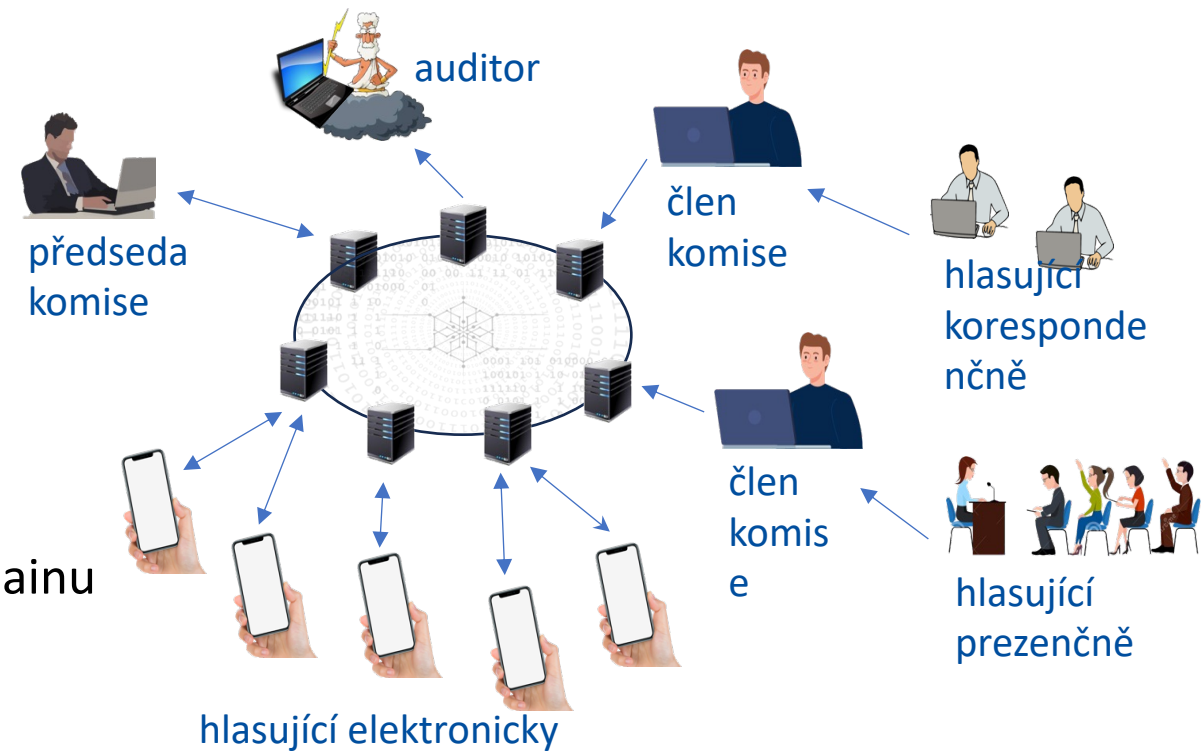 auditor
předseda
komise
člen
komise
hlasující
koresponde
nčně
člen
komis
e
hlasující
prezenčně
ainu
hlasující elektronicky